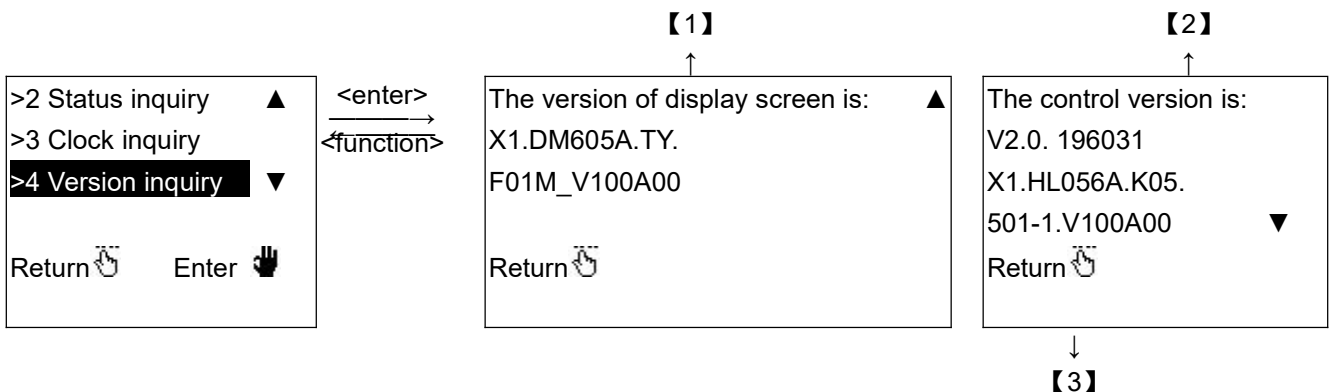 【1】 【2】
↑ ↑
>2 Status inquiry ▲
>3 Clock inquiry
>4 Version inquiry ▼
Return Enter
<enter>
<function>
The version of display screen is: ▲
X1.DM605A.TY.
F01M_V100A00
Return
The control version is:
V2.0. 196031
X1.HL056A.K05.
501-1.V100A00 ▼
Return
↓
【3】